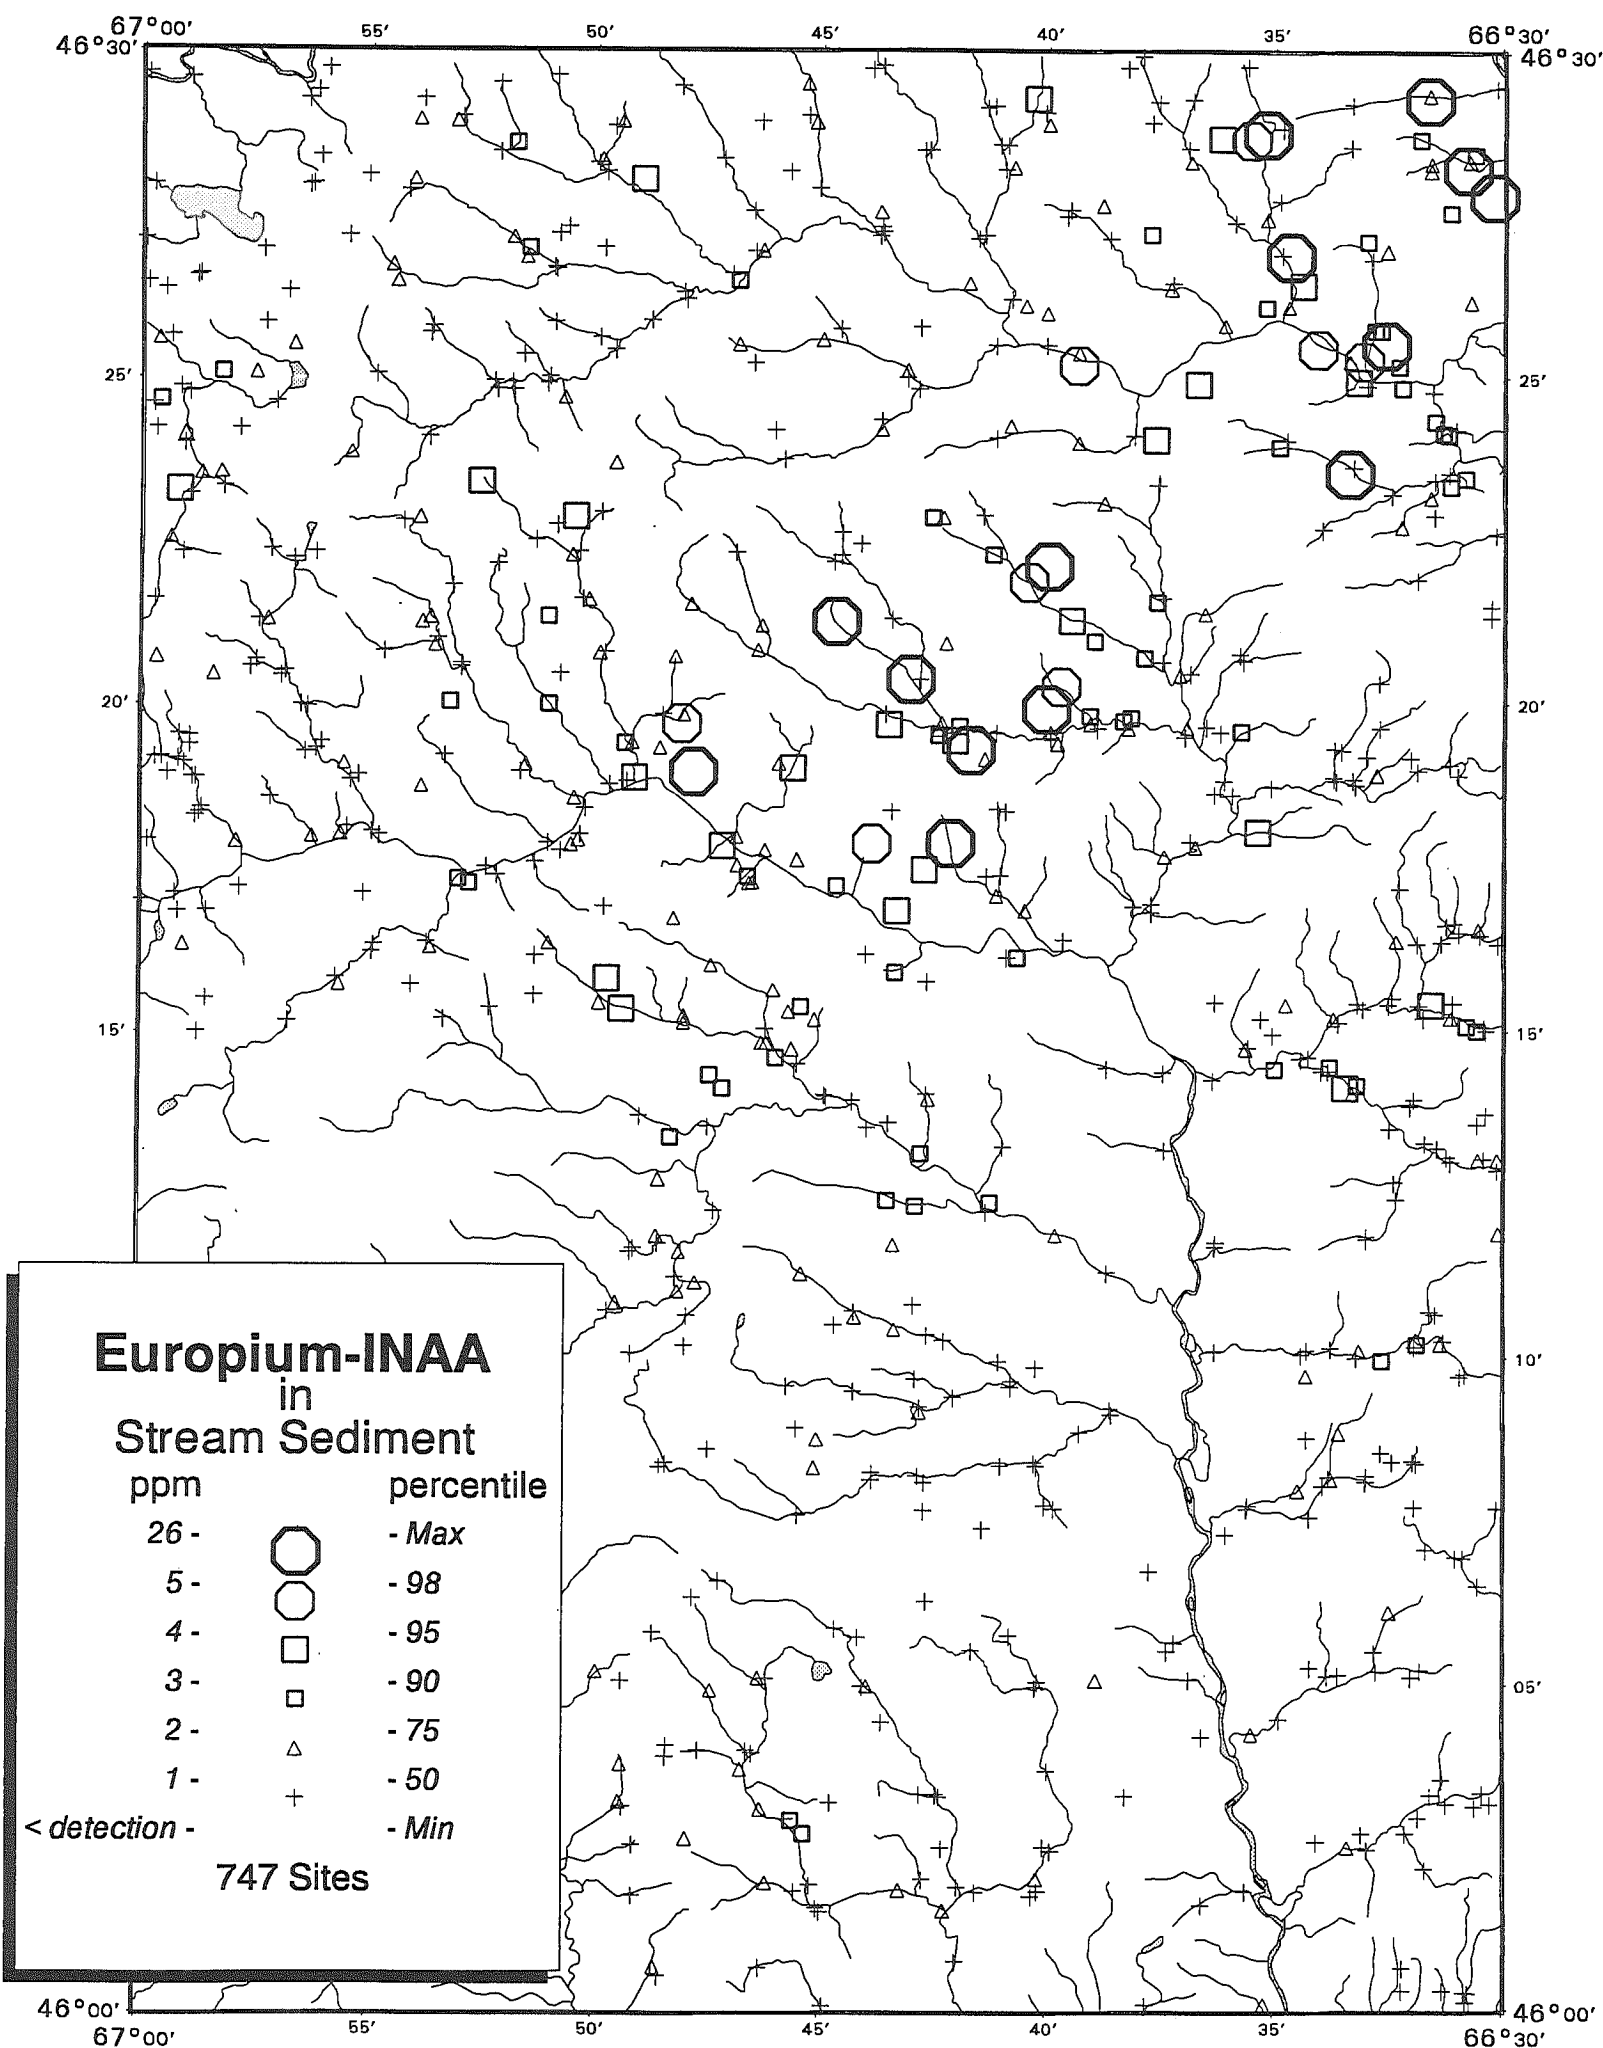 67°00′ 55′ 50′ 45′ 40′ 35′ 66°30′
46°30′ 46°30′
25′ 25′
20′ 20′
15′ 15′
10′
05′
Europium-INAA
in
Stream Sediment
ppm percentile
26 - - Max
5 - - 98
4 - - 95
3 - - 90
2 - - 75
1 - - 50
< detection - - Min
747 Sites
46°00′ 46°00′
67°00′ 55′ 50′ 45′ 40′ 35′ 66°30′